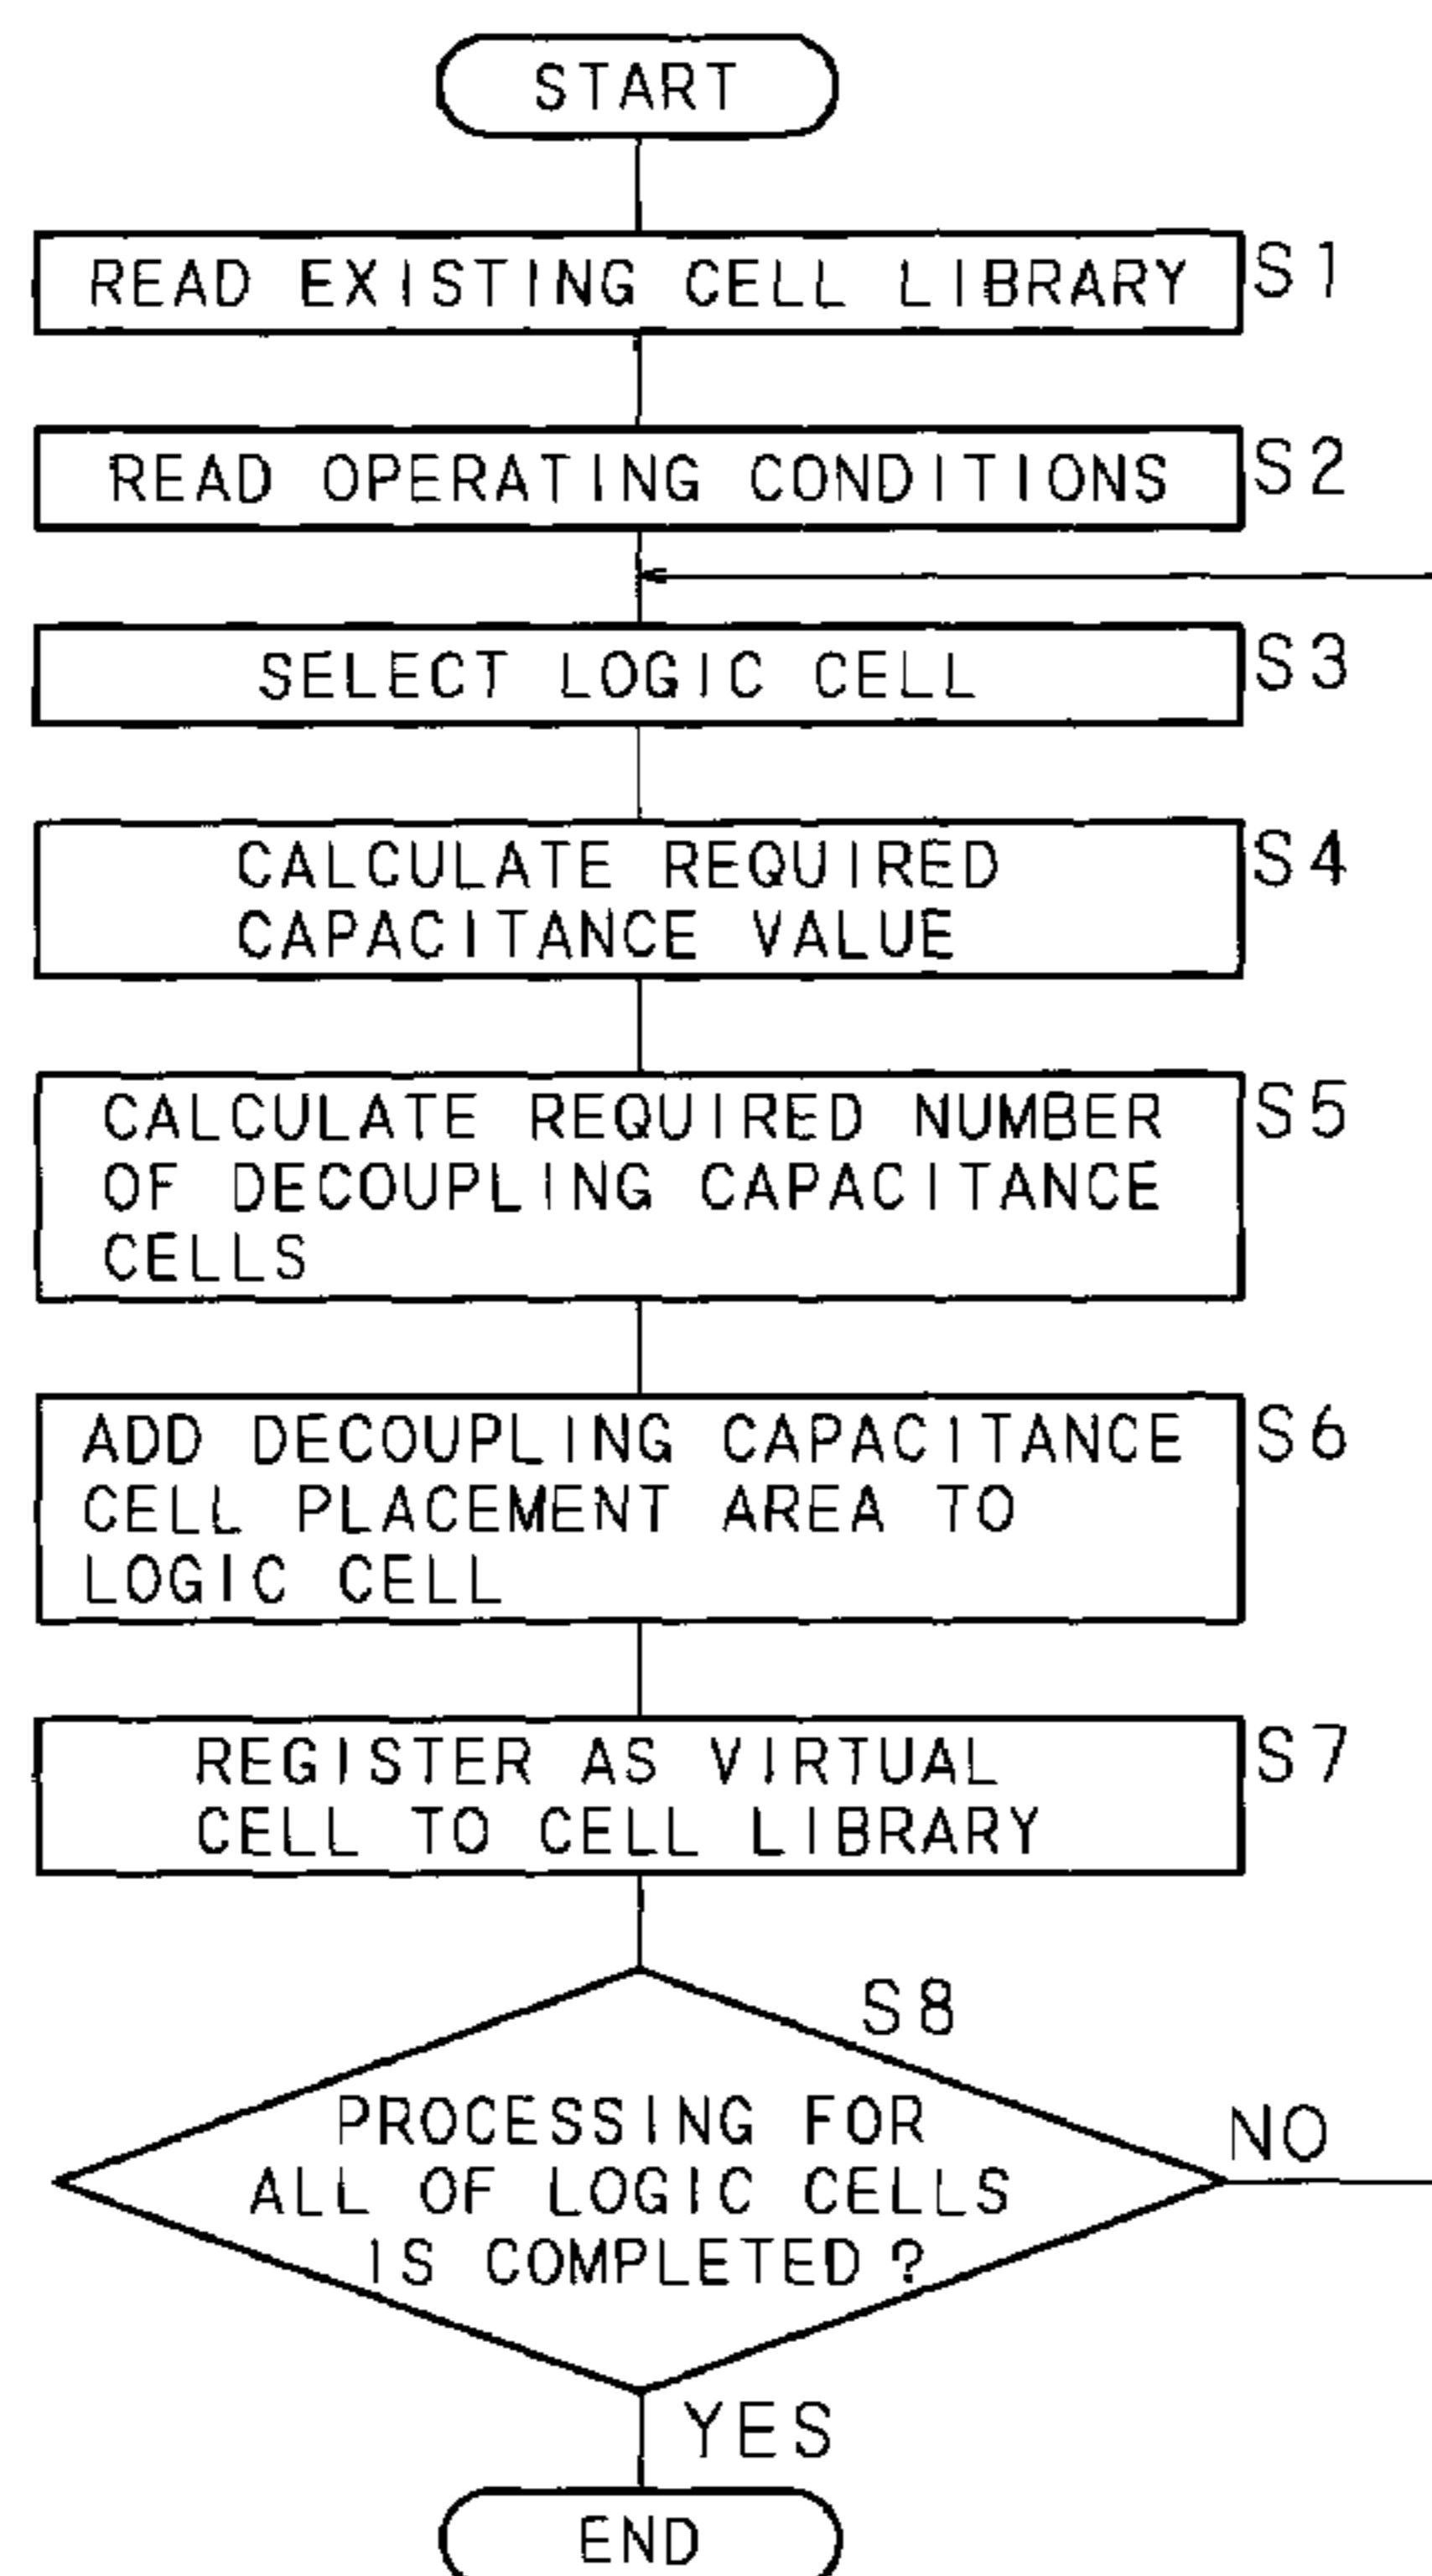 START
READ EXISTING CELL LIBRARY S1
READ OPERATING CONDITIONS S2
SELECT LOGIC CELL S3
CALCULATE REQUIRED S4
CAPACITANCE VALUE
CALCULATE REQUIRED NUMBER S5
OF DECOUPLING CAPACITANCE
CELLS
ADD DECOUPLING CAPACITANCE S6
CELL PLACEMENT AREA TO
LOGIC CELL
REGISTER AS VIRTUAL S7
CELL TO CELL LIBRARY
S8
PROCESSING FOR
ALL OF LOGIC CELLS
IS COMPLETED?
NO
YES
END